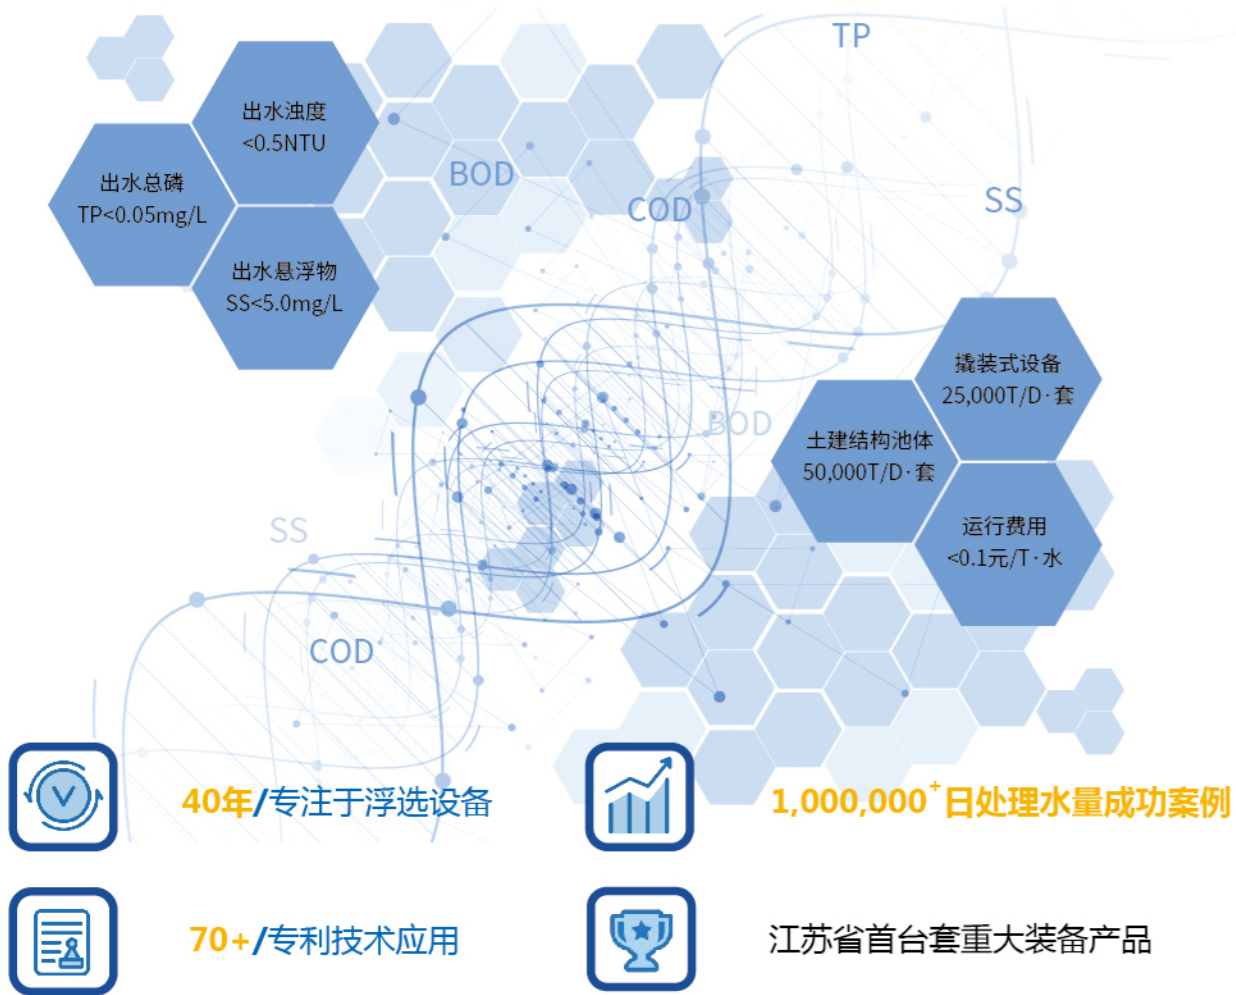 TP
出水浊度
<0.5NTU
出水总磷
TP<0.05mg/L
BOD
COD
SS
出水悬浮物
SS<5.0mg/L
撬装式设备
25,000T/D·套
BOD
土建结构池体
50,000T/D·套
SS
运行费用
<0.1元/T·水
COD
40年/专注于浮选设备
1,000,000+日处理水量成功案例
70+/专利技术应用
江苏省首台套重大装备产品